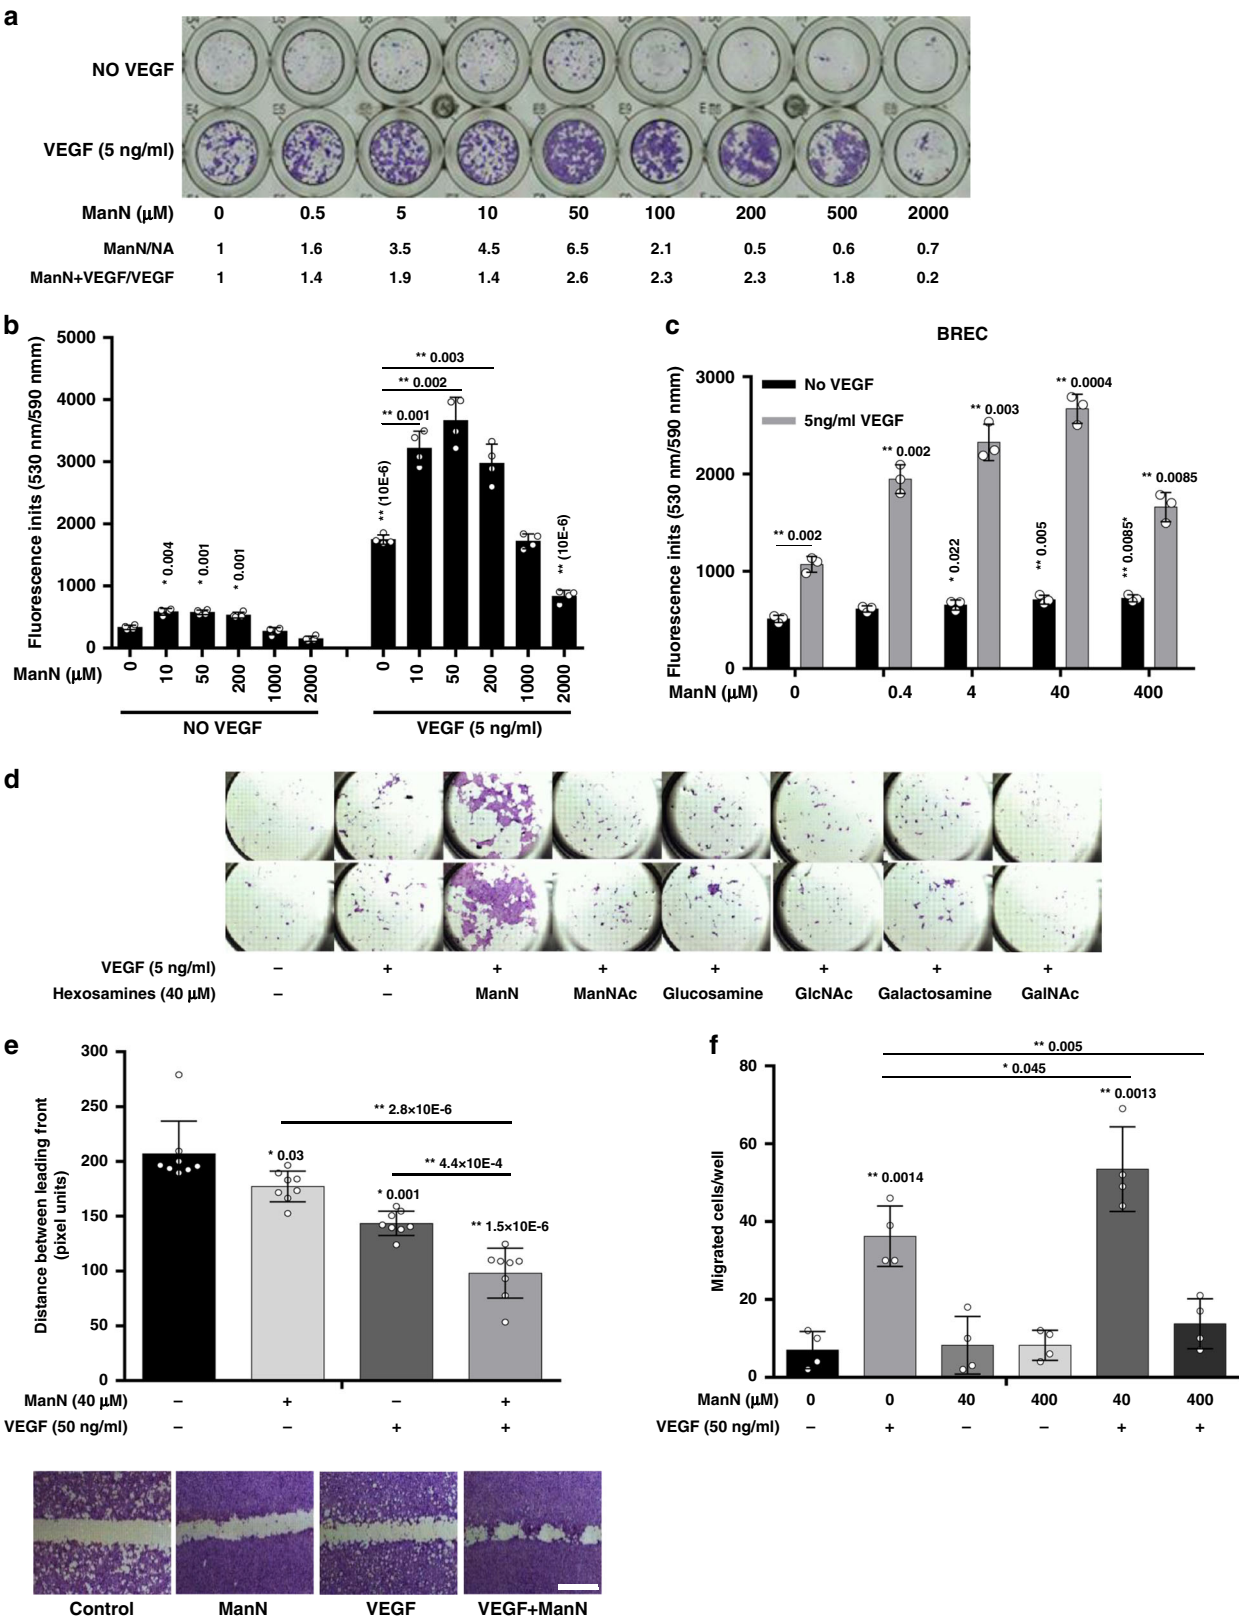 a
NO VEGF
VEGF (5 ng/ml)
ManN (μM) 0 0.5 5 10 50 100 200 500 2000
ManN/NA 1 1.6 3.5 4.5 6.5 2.1 0.5 0.6 0.7
ManN+VEGF/VEGF 1 1.4 1.9 1.4 2.6 2.3 2.3 1.8 0.2
b
Fluorescence inits (530 nm/590 nmm)
5000
4000
3000
2000
1000
0
* 0.004
* 0.001
* 0.001
** (10E-6)
** 0.001
** 0.002
** 0.003
** (10E-6)
ManN (μM) 0 10 50 200 1000 2000 0 10 50 200 1000 2000
NO VEGF VEGF (5 ng/ml)
c
BREC
Fluorescence inits (530 nm/590 nmm)
3000
2000
1000
0
No VEGF
5ng/ml VEGF
** 0.002
** 0.002
* 0.022
** 0.003
** 0.005
** 0.0004
** 0.0085*
** 0.0085
ManN (μM) 0 0.4 4 40 400
d
VEGF (5 ng/ml) – + + + + + + +
Hexosamines (40 μM) – – ManN ManNAc Glucosamine GlcNAc Galactosamine GalNAc
e
Distance between leading front
(pixel units)
300
250
200
150
100
50
0
** 2.8×10E-6
* 0.03
** 4.4×10E-4
* 0.001
** 1.5×10E-6
ManN (40 μM) – + – +
VEGF (50 ng/ml) – – + +
Control ManN VEGF VEGF+ManN
f
Migrated cells/well
80
60
40
20
0
** 0.005
* 0.045
** 0.0013
** 0.0014
ManN (μM) 0 0 40 400 40 400
VEGF (50 ng/ml) – + – – + +